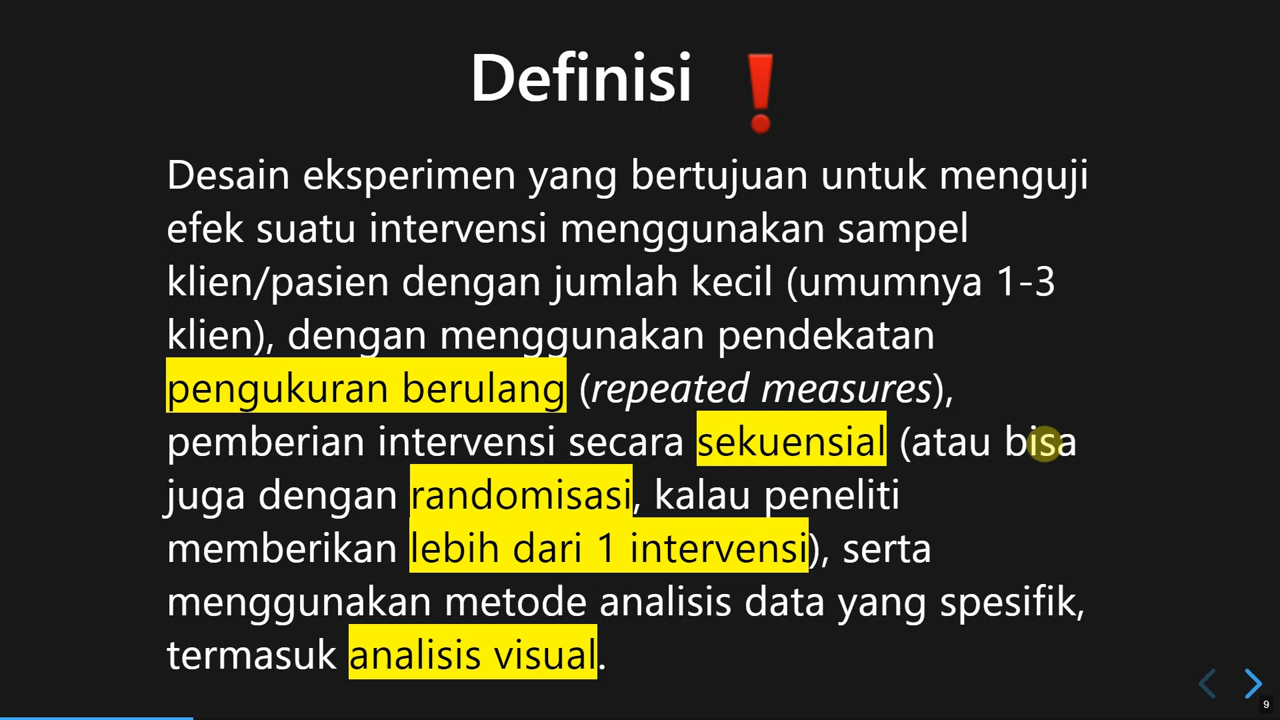 Definisi ❗
Desain eksperimen yang bertujuan untuk menguji
efek suatu intervensi menggunakan sampel
klien/pasien dengan jumlah kecil (umumnya 1-3
klien), dengan menggunakan pendekatan
pengukuran berulang (repeated measures),
pemberian intervensi secara sekuensial (atau bisa
juga dengan randomisasi, kalau peneliti
memberikan lebih dari 1 intervensi), serta
menggunakan metode analisis data yang spesifik,
termasuk analisis visual.
9